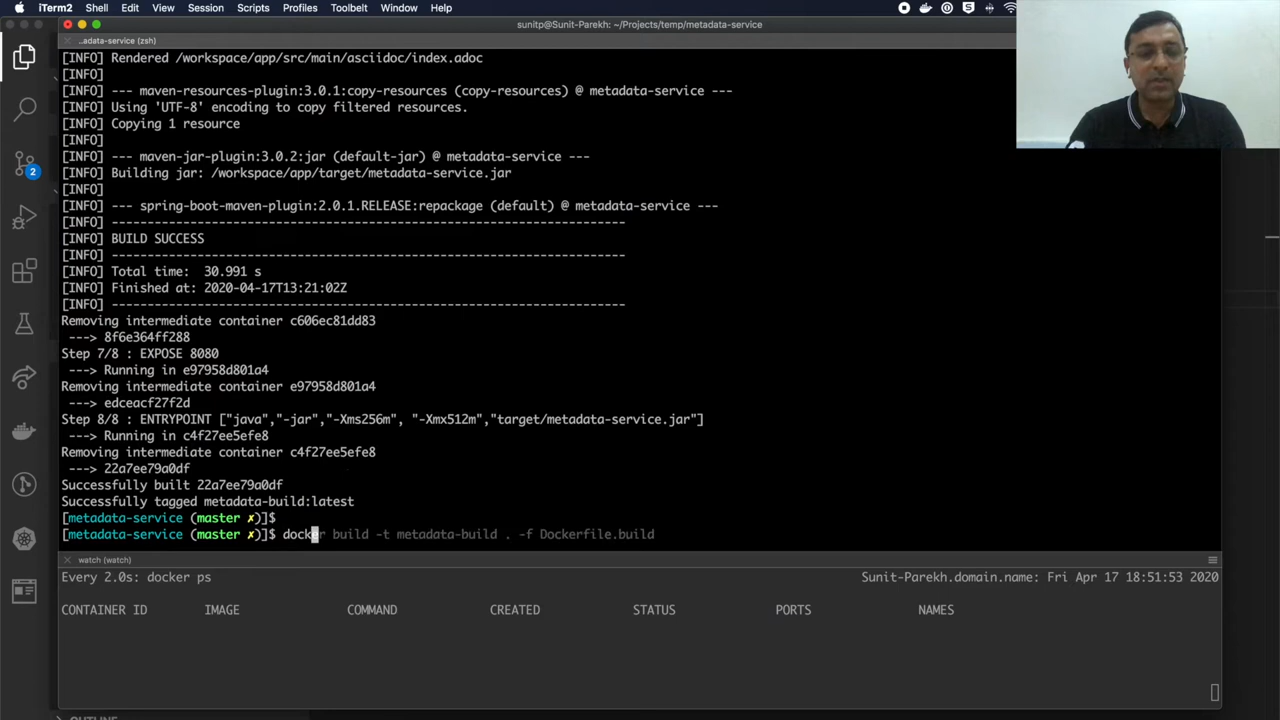 iTerm2 Shell Edit View Session Scripts Profiles Toolbelt Window Help
sunitp@Sunit-Parekh: ~/Projects/temp/metadata-service
..adata-service (zsh)
[INFO] Rendered /workspace/app/src/main/asciidoc/index.adoc
[INFO]
[INFO] --- maven-resources-plugin:3.0.1:copy-resources (copy-resources) @ metadata-service ---
[INFO] Using 'UTF-8' encoding to copy filtered resources.
[INFO] Copying 1 resource
[INFO]
[INFO] --- maven-jar-plugin:3.0.2:jar (default-jar) @ metadata-service ---
[INFO] Building jar: /workspace/app/target/metadata-service.jar
[INFO]
[INFO] --- spring-boot-maven-plugin:2.0.1.RELEASE:repackage (default) @ metadata-service ---
[INFO] ------------------------------------------------------------------------
[INFO] BUILD SUCCESS
[INFO] ------------------------------------------------------------------------
[INFO] Total time:  30.991 s
[INFO] Finished at: 2020-04-17T13:21:02Z
[INFO] ------------------------------------------------------------------------
Removing intermediate container c606ec81dd83
 ---> 8f6e364ff288
Step 7/8 : EXPOSE 8080
 ---> Running in e97958d801a4
Removing intermediate container e97958d801a4
 ---> edceacf27f2d
Step 8/8 : ENTRYPOINT ["java","-jar","-Xms256m", "-Xmx512m","target/metadata-service.jar"]
 ---> Running in c4f27ee5efe8
Removing intermediate container c4f27ee5efe8
 ---> 22a7ee79a0df
Successfully built 22a7ee79a0df
Successfully tagged metadata-build:latest
[metadata-service (master ✗)]$
[metadata-service (master ✗)]$ docker build -t metadata-build . -f Dockerfile.build
watch (watch)
Every 2.0s: docker ps Sunit-Parekh.domain.name: Fri Apr 17 18:51:53 2020
CONTAINER ID IMAGE COMMAND CREATED STATUS PORTS NAMES
2